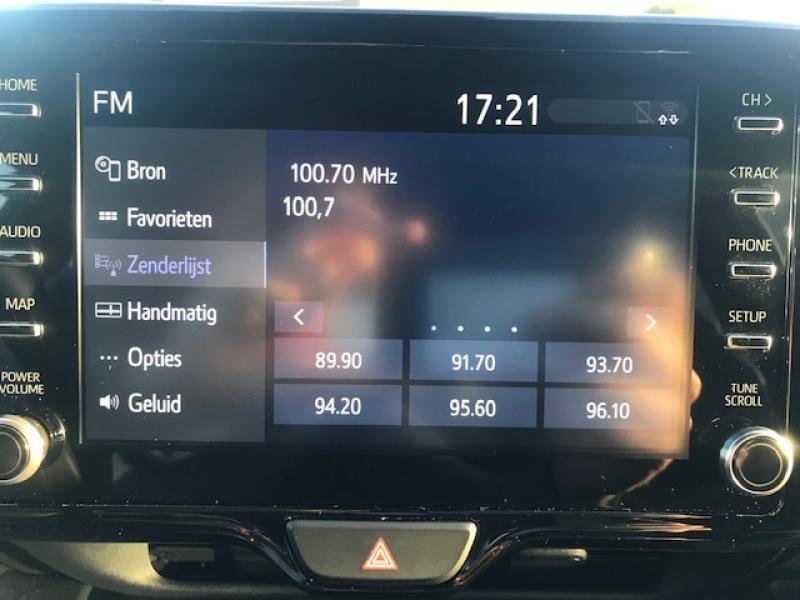 HOME
MENU
AUDIO
MAP
POWER
VOLUME
FM
17:21
Bron
Favorieten
Zenderlijst
Handmatig
Opties
Geluid
100.70 MHz
100,7
< >
89.90 91.70 93.70
94.20 95.60 96.10
CH >
< TRACK
PHONE
SETUP
TUNE
SCROLL